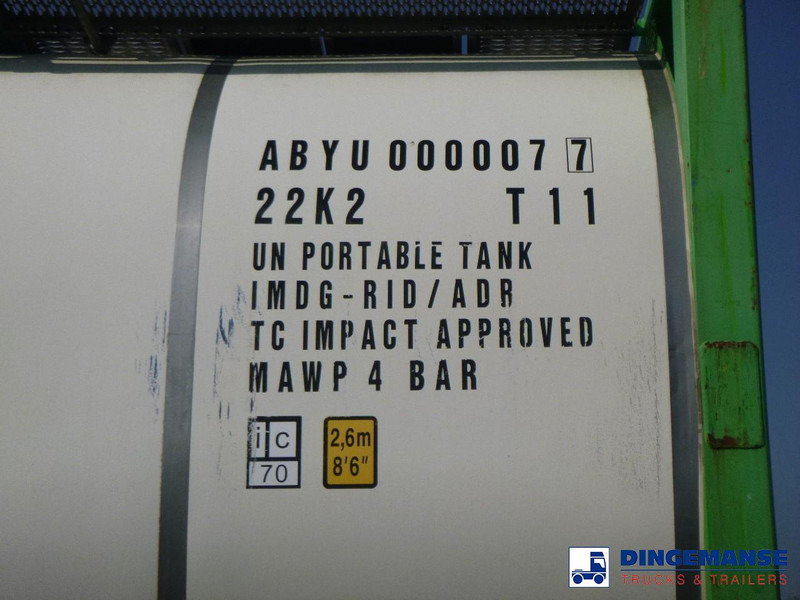 ABYU 000007 7
22K2 T11
UN PORTABLE TANK
IMDG-RID/ADR
TC IMPACT APPROVED
MAWP 4 BAR
ic
70
2,6m
8'6"
DINGEMANSE
TRUCKS & TRAILERS